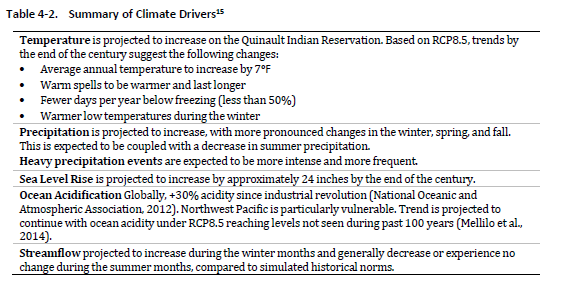 Table 4-2. Summary of Climate Drivers15
Temperature is projected to increase on the Quinault Indian Reservation. Based on RCP8.5, trends by
the end of the century suggest the following changes:
• Average annual temperature to increase by 7°F
• Warm spells to be warmer and last longer
• Fewer days per year below freezing (less than 50%)
• Warmer low temperatures during the winter
Precipitation is projected to increase, with more pronounced changes in the winter, spring, and fall.
This is expected to be coupled with a decrease in summer precipitation.
Heavy precipitation events are expected to be more intense and more frequent.
Sea Level Rise is projected to increase by approximately 24 inches by the end of the century.
Ocean Acidification Globally, +30% acidity since industrial revolution (National Oceanic and
Atmospheric Association, 2012). Northwest Pacific is particularly vulnerable. Trend is projected to
continue with ocean acidity under RCP8.5 reaching levels not seen during past 100 years (Mellilo et al.,
2014).
Streamflow projected to increase during the winter months and generally decrease or experience no
change during the summer months, compared to simulated historical norms.